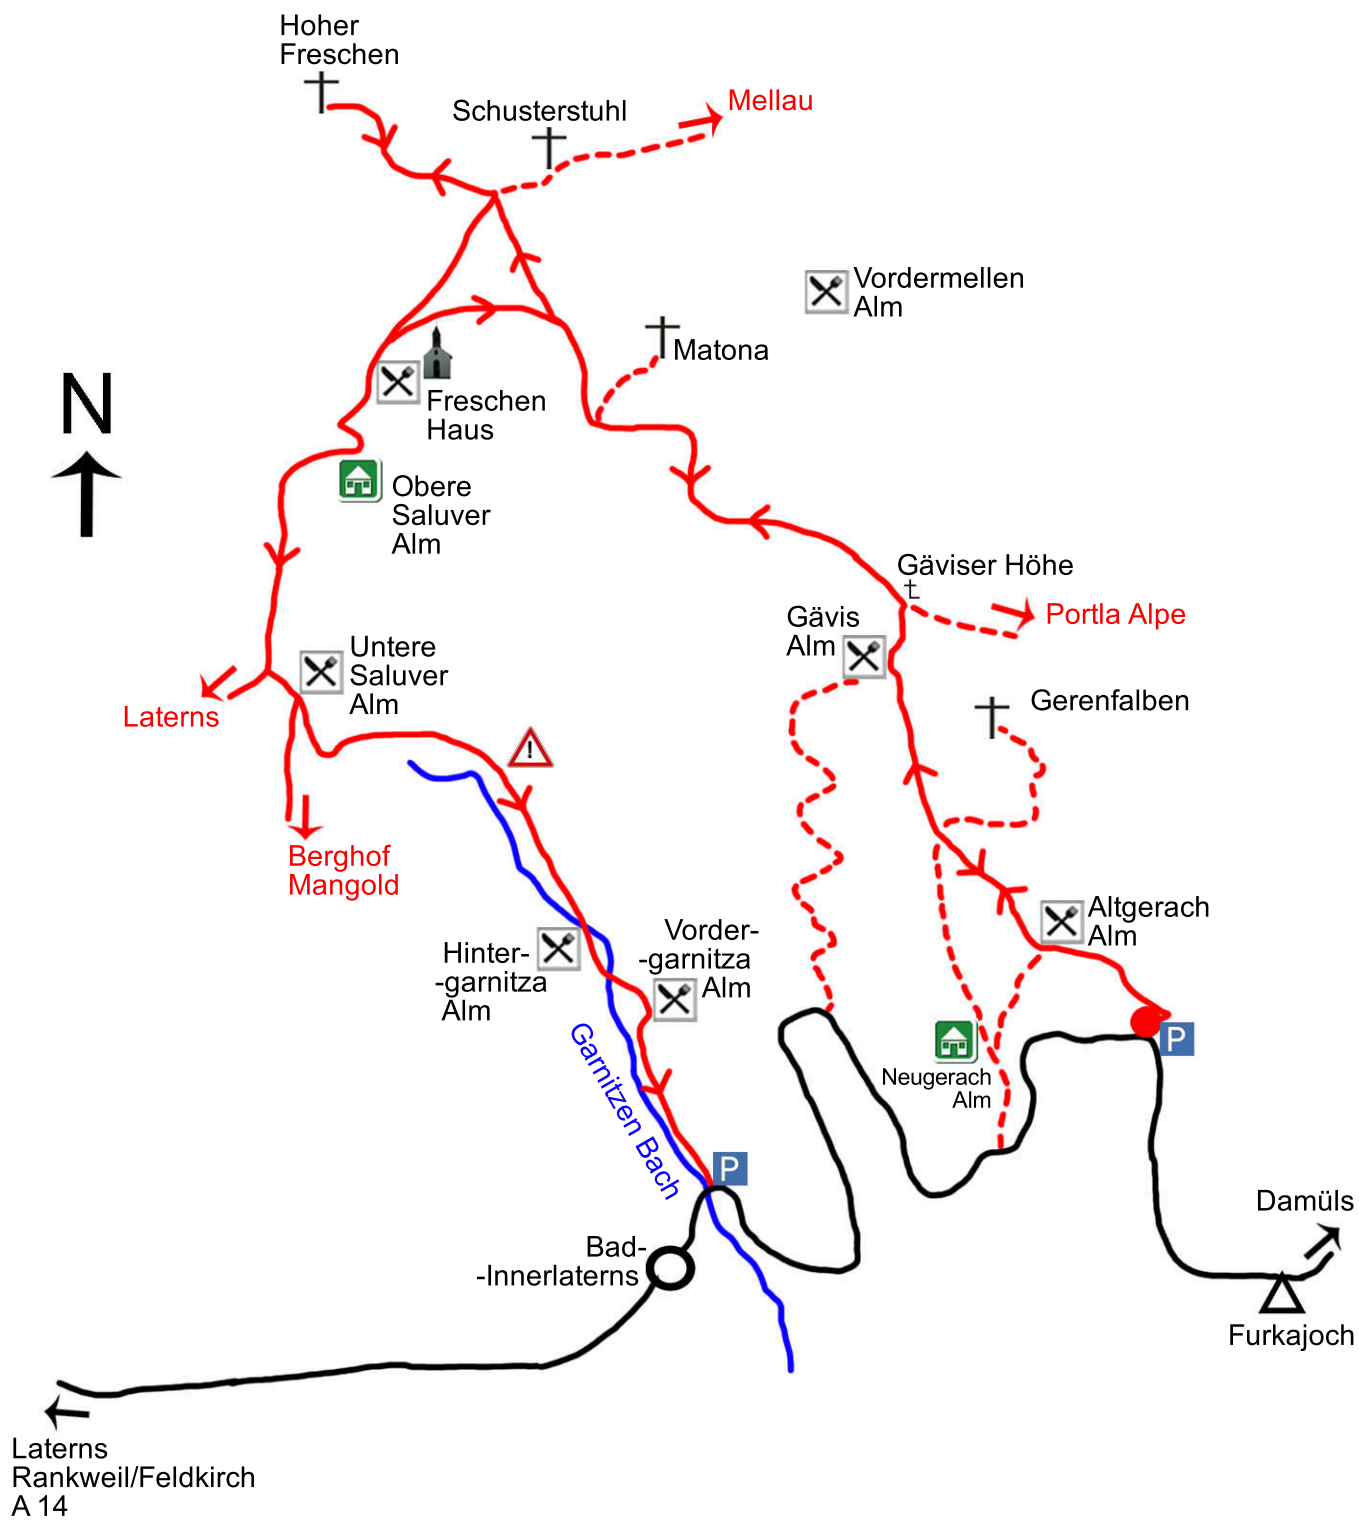 Hoher
Freschen
Schusterstuhl
Mellau
Vordermellen
Alm
Matona
N
Freschen
Haus
Obere
Saluver
Alm
Gäviser Höhe
Portla Alpe
Gävis
Alm
Untere
Saluver
Alm
Gerenfalben
Laterns
!
Berghof
Mangold
Altgerach
Alm
Vorder-
-garnitza
Alm
Hinter-
-garnitza
Alm
Garnitzen Bach
P
Neugerach
Alm
P
Damüls
Bad-
-Innerlaterns
Furkajoch
Laterns
Rankweil/Feldkirch
A 14